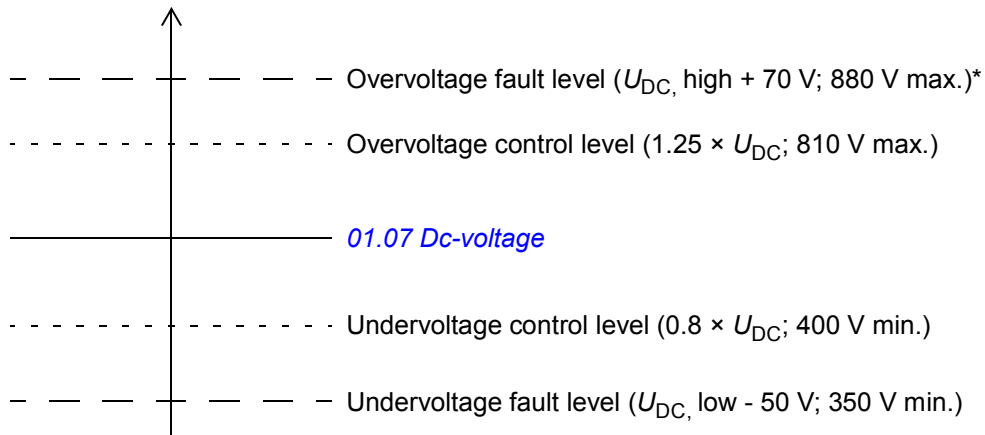 Overvoltage fault level (UDC, high + 70 V; 880 V max.)*
Overvoltage control level (1.25 × UDC; 810 V max.)
01.07 Dc-voltage
Undervoltage control level (0.8 × UDC; 400 V min.)
Undervoltage fault level (UDC, low - 50 V; 350 V min.)